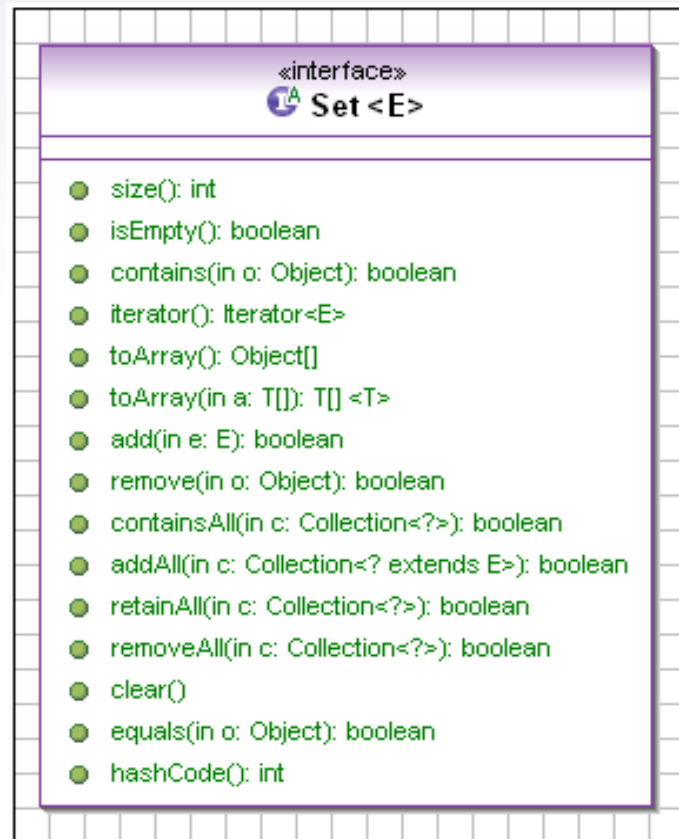 «interface»
IA Set <E>
size(): int
isEmpty(): boolean
contains(in o: Object): boolean
iterator(): Iterator<E>
toArray(): Object[]
toArray(in a: T[]): T[] <T>
add(in e: E): boolean
remove(in o: Object): boolean
containsAll(in c: Collection<?>): boolean
addAll(in c: Collection<? extends E>): boolean
retainAll(in c: Collection<?>): boolean
removeAll(in c: Collection<?>): boolean
clear()
equals(in o: Object): boolean
hashCode(): int